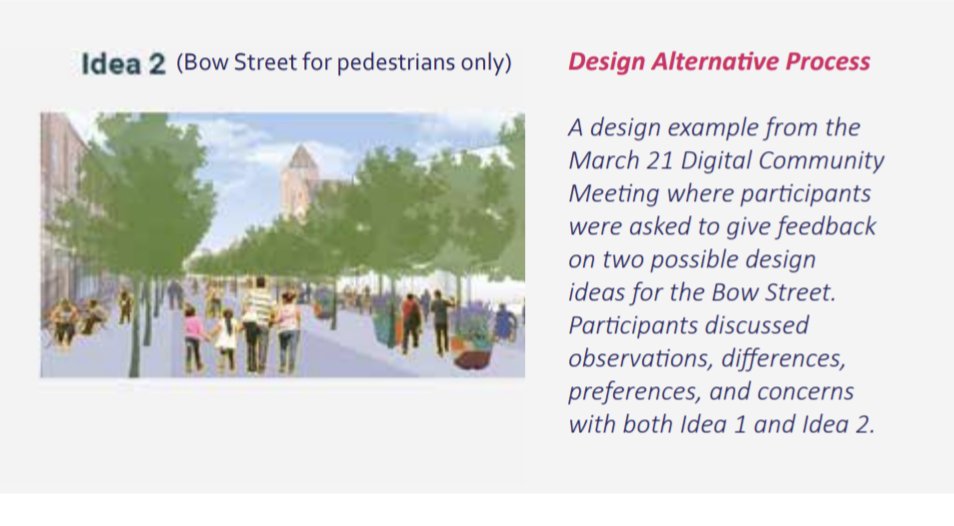 Idea 2 (Bow Street for pedestrians only)
Design Alternative Process
A design example from the
March 21 Digital Community
Meeting where participants
were asked to give feedback
on two possible design
ideas for the Bow Street.
Participants discussed
observations, differences,
preferences, and concerns
with both Idea 1 and Idea 2.